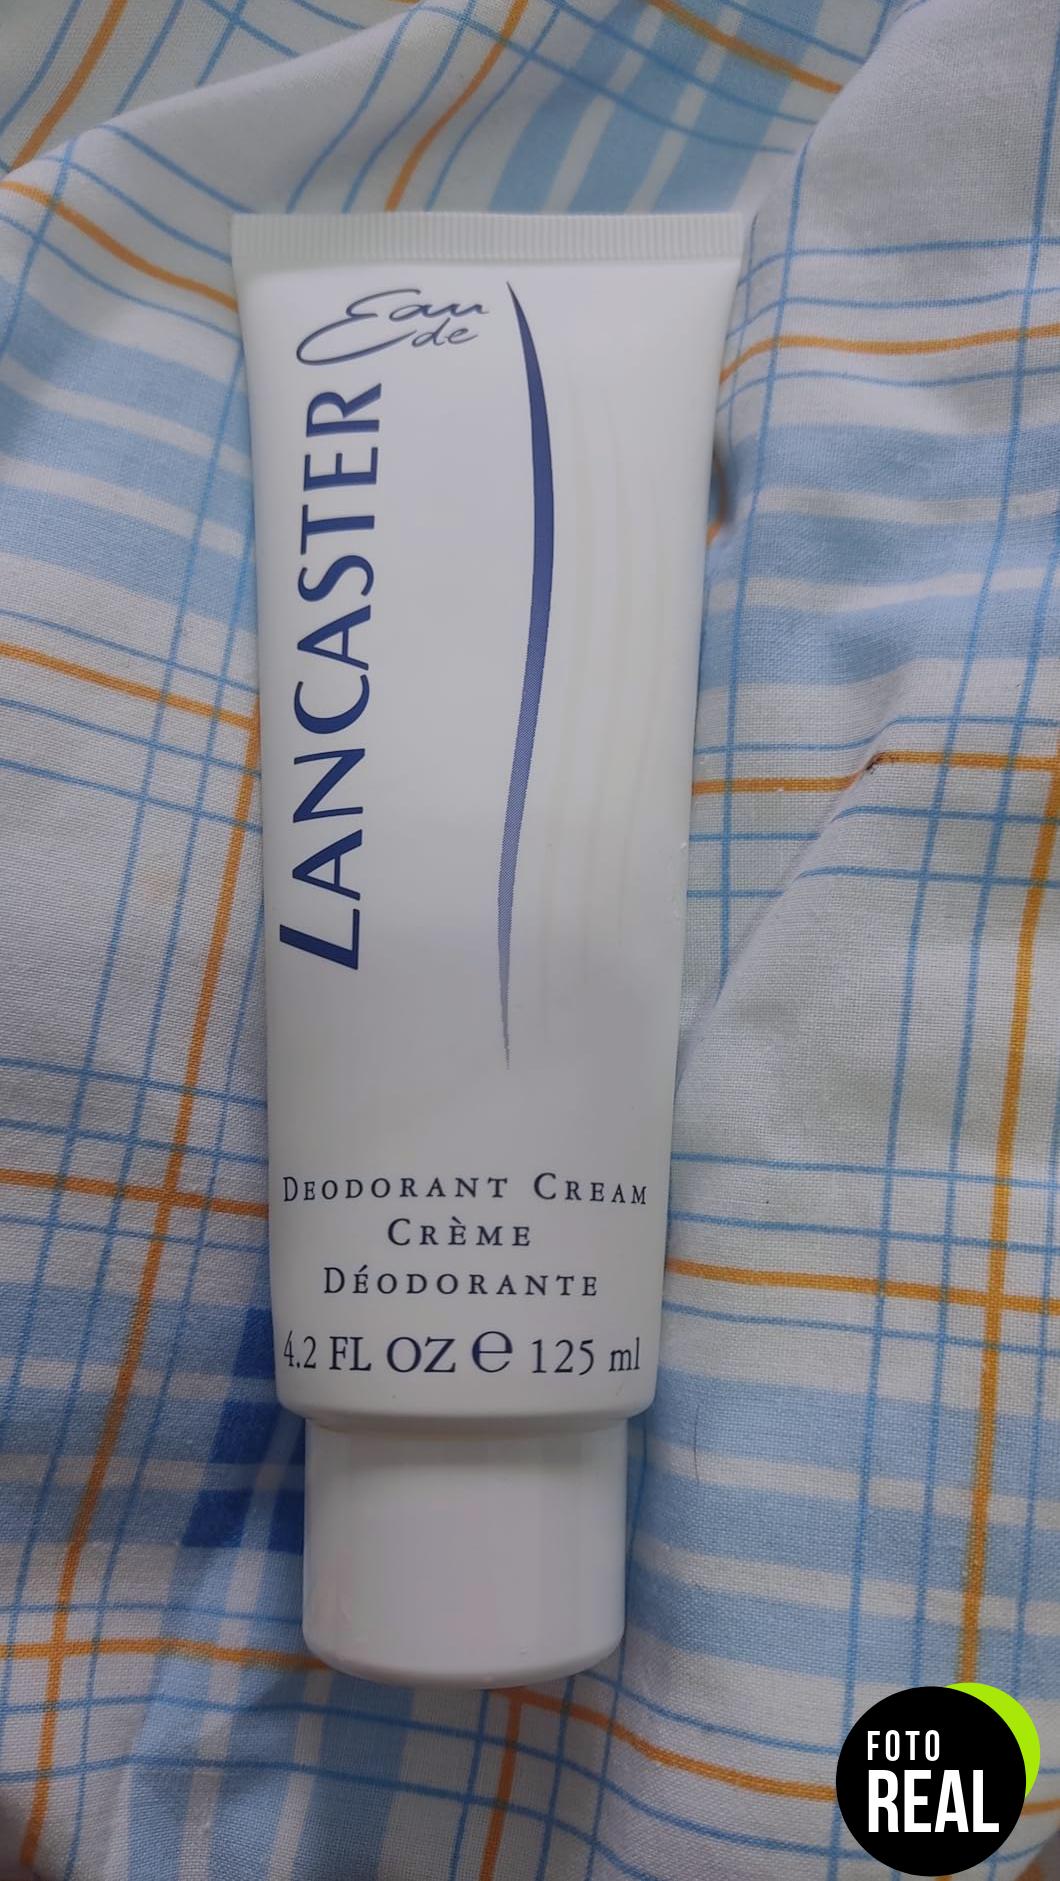 Eau
de
LANCASTER
DEODORANT CREAM
CRÈME
DÉODORANTE
4.2 FL OZ ℮ 125 ml
FOTO
REAL